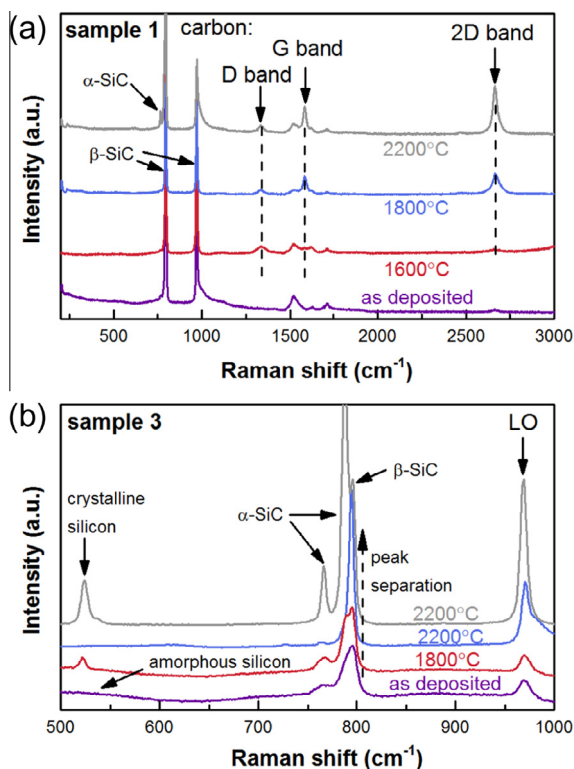 (a)
sample 1
carbon:
2D band
G band
D band
α-SiC
β-SiC
2200°C
1800°C
1600°C
as deposited
Intensity (a.u.)
500 1000 1500 2000 2500 3000
Raman shift (cm⁻¹)
(b)
sample 3
LO
β-SiC
crystalline
silicon
α-SiC
peak
separation
2200°C
2200°C
amorphous silicon
1800°C
as deposited
Intensity (a.u.)
500 600 700 800 900 1000
Raman shift (cm⁻¹)